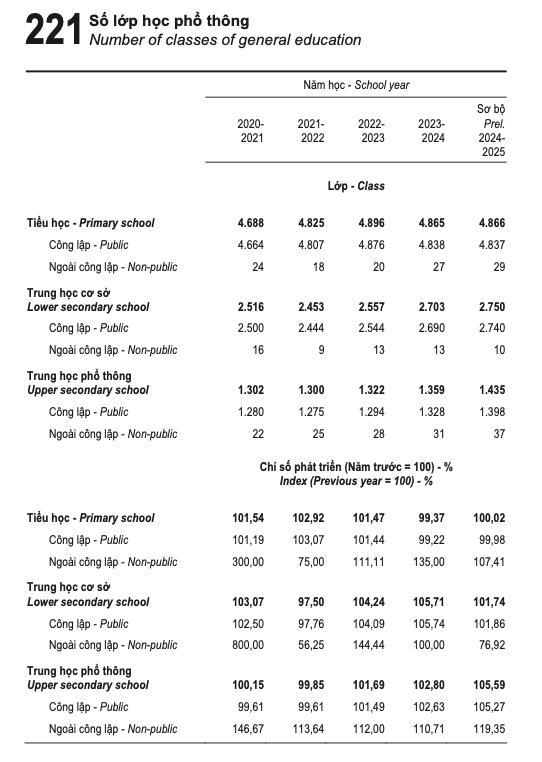 221 Số lớp học phổ thông
Number of classes of general education
Năm học - School year
2020-2021 2021-2022 2022-2023 2023-2024 Sơ bộ Prel. 2024-2025
Lớp - Class
Tiểu học - Primary school 4.688 4.825 4.896 4.865 4.866
Công lập - Public 4.664 4.807 4.876 4.838 4.837
Ngoài công lập - Non-public 24 18 20 27 29
Trung học cơ sở
Lower secondary school 2.516 2.453 2.557 2.703 2.750
Công lập - Public 2.500 2.444 2.544 2.690 2.740
Ngoài công lập - Non-public 16 9 13 13 10
Trung học phổ thông
Upper secondary school 1.302 1.300 1.322 1.359 1.435
Công lập - Public 1.280 1.275 1.294 1.328 1.398
Ngoài công lập - Non-public 22 25 28 31 37
Chỉ số phát triển (Năm trước = 100) - %
Index (Previous year = 100) - %
Tiểu học - Primary school 101,54 102,92 101,47 99,37 100,02
Công lập - Public 101,19 103,07 101,44 99,22 99,98
Ngoài công lập - Non-public 300,00 75,00 111,11 135,00 107,41
Trung học cơ sở
Lower secondary school 103,07 97,50 104,24 105,71 101,74
Công lập - Public 102,50 97,76 104,09 105,74 101,86
Ngoài công lập - Non-public 800,00 56,25 144,44 100,00 76,92
Trung học phổ thông
Upper secondary school 100,15 99,85 101,69 102,80 105,59
Công lập - Public 99,61 99,61 101,49 102,63 105,27
Ngoài công lập - Non-public 146,67 113,64 112,00 110,71 119,35